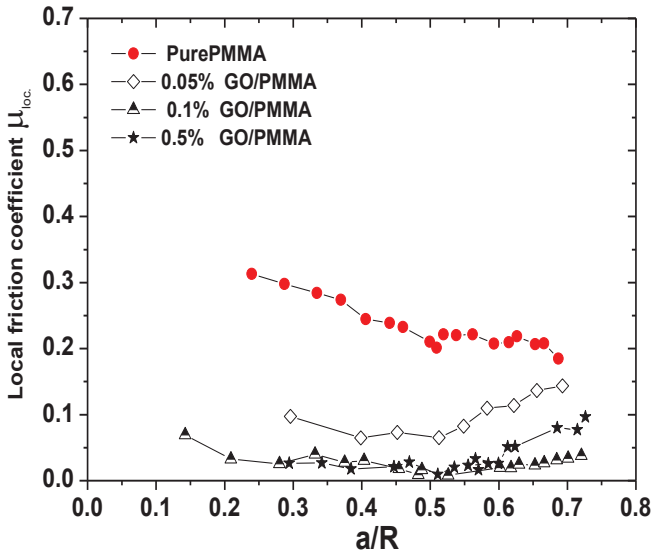 0.7
0.6
0.5
0.4
0.3
0.2
0.1
0.0
Local friction coefficient μloc.
PurePMMA
0.05% GO/PMMA
0.1% GO/PMMA
0.5% GO/PMMA
0.0 0.1 0.2 0.3 0.4 0.5 0.6 0.7 0.8
a/R